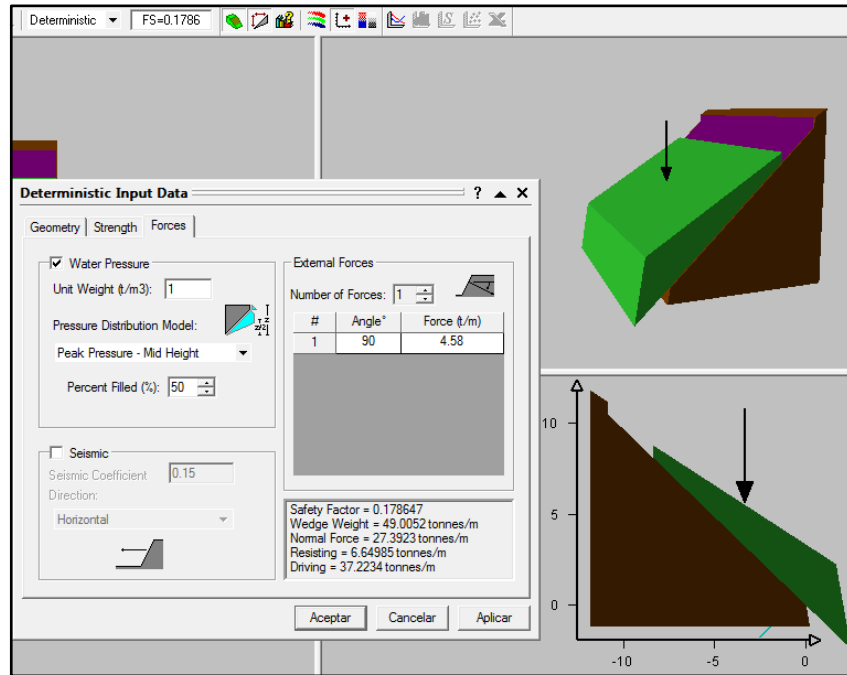 Deterministic FS=0.1786
Deterministic Input Data ? 
Geometry Strength Forces
Water Pressure
Unit Weight (t/m3): 1
Pressure Distribution Model:
Peak Pressure - Mid Height
Percent Filled (%): 50
Seismic
Seismic Coefficient 0.15
Direction:
Horizontal
External Forces
Number of Forces: 1
# Angle° Force (t/m)
1 90 4.58
Safety Factor = 0.178647
Wedge Weight = 49.0052 tonnes/m
Normal Force = 27.3923 tonnes/m
Resisting = 6.64985 tonnes/m
Driving = 37.2234 tonnes/m
Aceptar Cancelar Aplicar
10
5
0
-10 -5 0